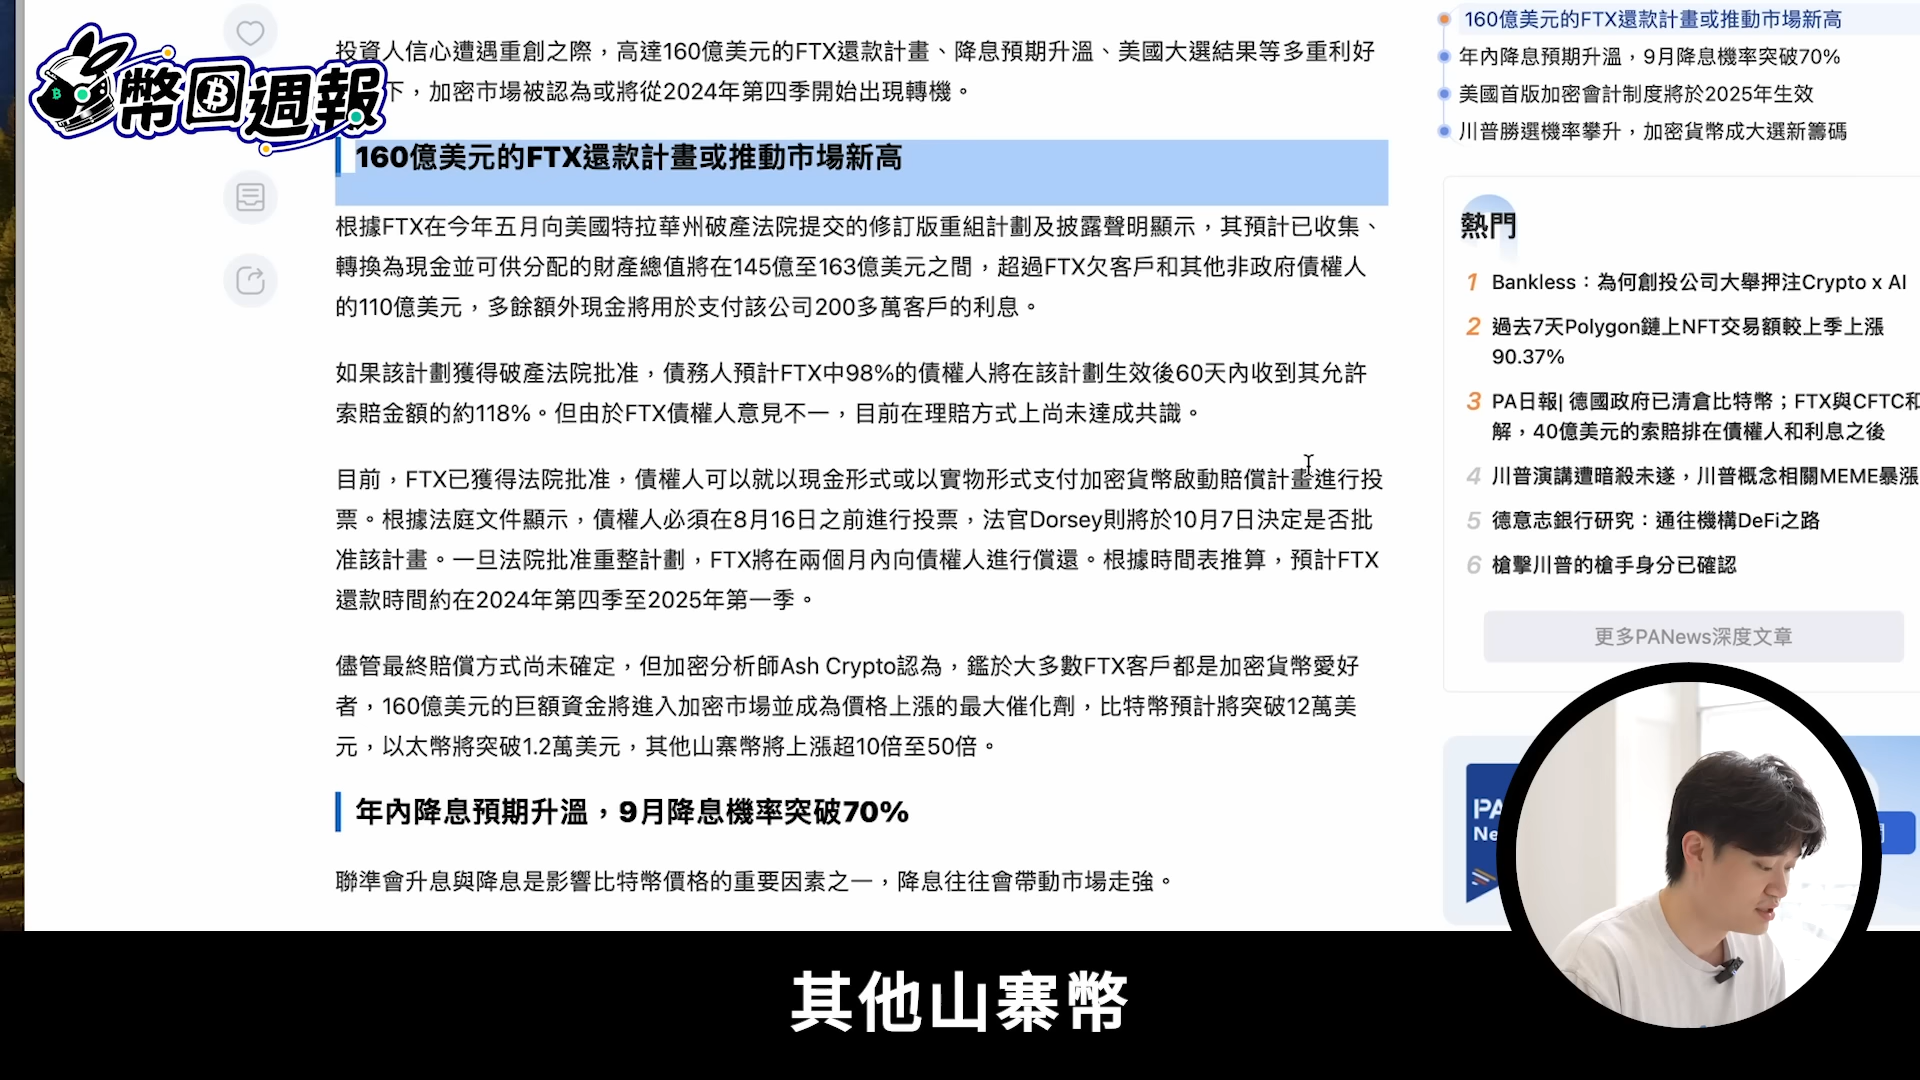 幣圈週報
投資人信心遭遇重創之際，高達160億美元的FTX還款計畫、降息預期升溫、美國大選結果等多重利好
下，加密市場被認為或將從2024年第四季開始出現轉機。
160億美元的FTX還款計畫或推動市場新高
根據FTX在今年五月向美國特拉華州破產法院提交的修訂版重組計劃及披露聲明顯示，其預計已收集、
轉換為現金並可供分配的財產總值將在145億至163億美元之間，超過FTX欠客戶和其他非政府債權人
的110億美元，多餘額外現金將用於支付該公司200多萬客戶的利息。
如果該計劃獲得破產法院批准，債務人預計FTX中98%的債權人將在該計劃生效後60天內收到其允許
索賠金額的約118%。但由於FTX債權人意見不一，目前在理賠方式上尚未達成共識。
目前，FTX已獲得法院批准，債權人可以就以現金形式或以實物形式支付加密貨幣啟動賠償計畫進行投
票。根據法庭文件顯示，債權人必須在8月16日之前進行投票，法官Dorsey則將於10月7日決定是否批
准該計畫。一旦法院批准重整計劃，FTX將在兩個月內向債權人進行償還。根據時間表推算，預計FTX
還款時間約在2024年第四季至2025年第一季。
儘管最終賠償方式尚未確定，但加密分析師Ash Crypto認為，鑑於大多數FTX客戶都是加密貨幣愛好
者，160億美元的巨額資金將進入加密市場並成為價格上漲的最大催化劑，比特幣預計將突破12萬美
元，以太幣將突破1.2萬美元，其他山寨幣將上漲超10倍至50倍。
年內降息預期升溫，9月降息機率突破70%
聯準會升息與降息是影響比特幣價格的重要因素之一，降息往往會帶動市場走強。
160億美元的FTX還款計畫或推動市場新高
年內降息預期升溫，9月降息機率突破70%
美國首版加密會計制度將於2025年生效
川普勝選機率攀升，加密貨幣成大選新籌碼
熱門
1 Bankless：為何創投公司大舉押注Crypto x AI
2 過去7天Polygon鏈上NFT交易額較上季上漲
90.37%
3 PA日報| 德國政府已清倉比特幣；FTX與CFTC和
解，40億美元的索賠排在債權人和利息之後
4 川普演講遭暗殺未遂，川普概念相關MEME暴漲
5 德意志銀行研究：通往機構DeFi之路
6 槍擊川普的槍手身分已確認
更多PANews深度文章
PA
Ne
其他山寨幣